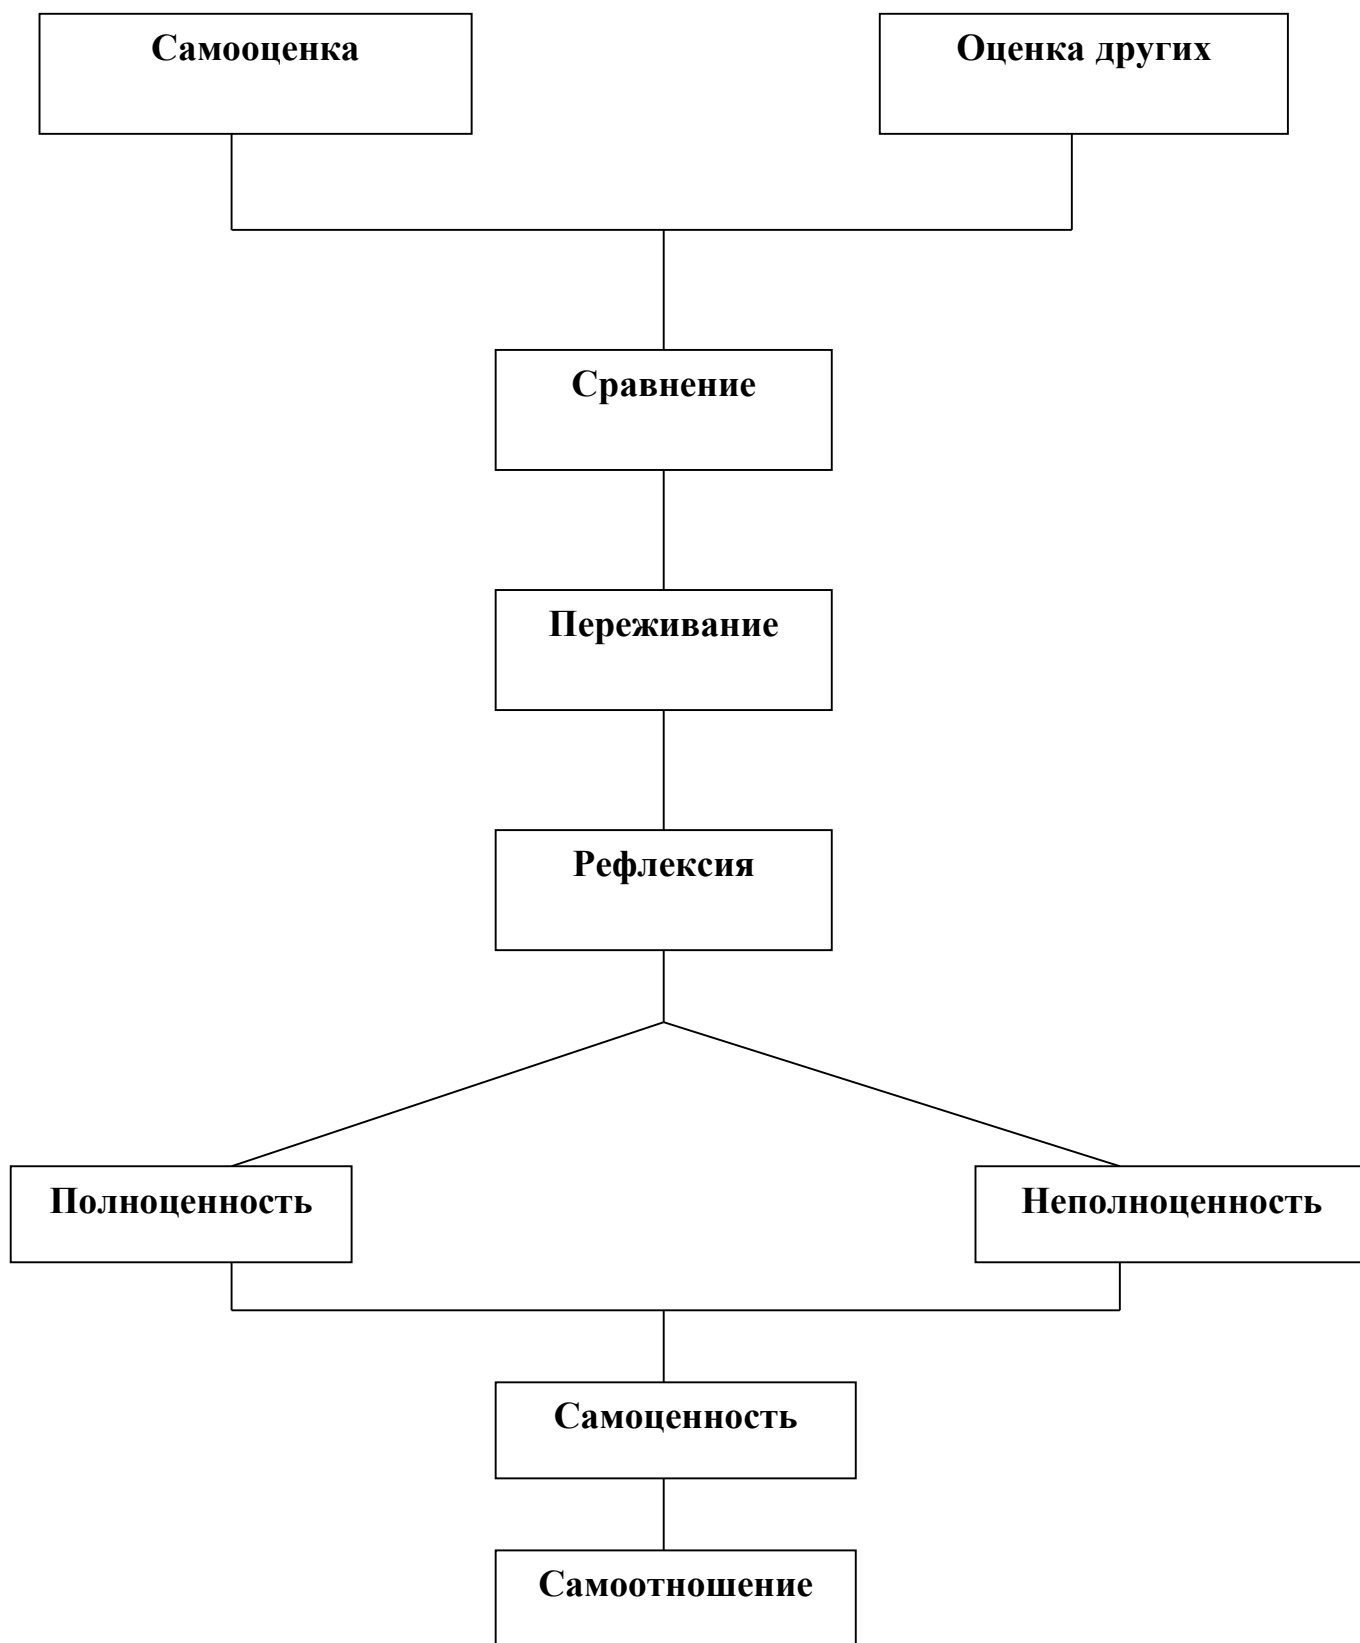 Самооценка
Оценка других
Сравнение
Переживание
Рефлексия
Полноценность
Неполноценность
Самоценность
Самоотношение